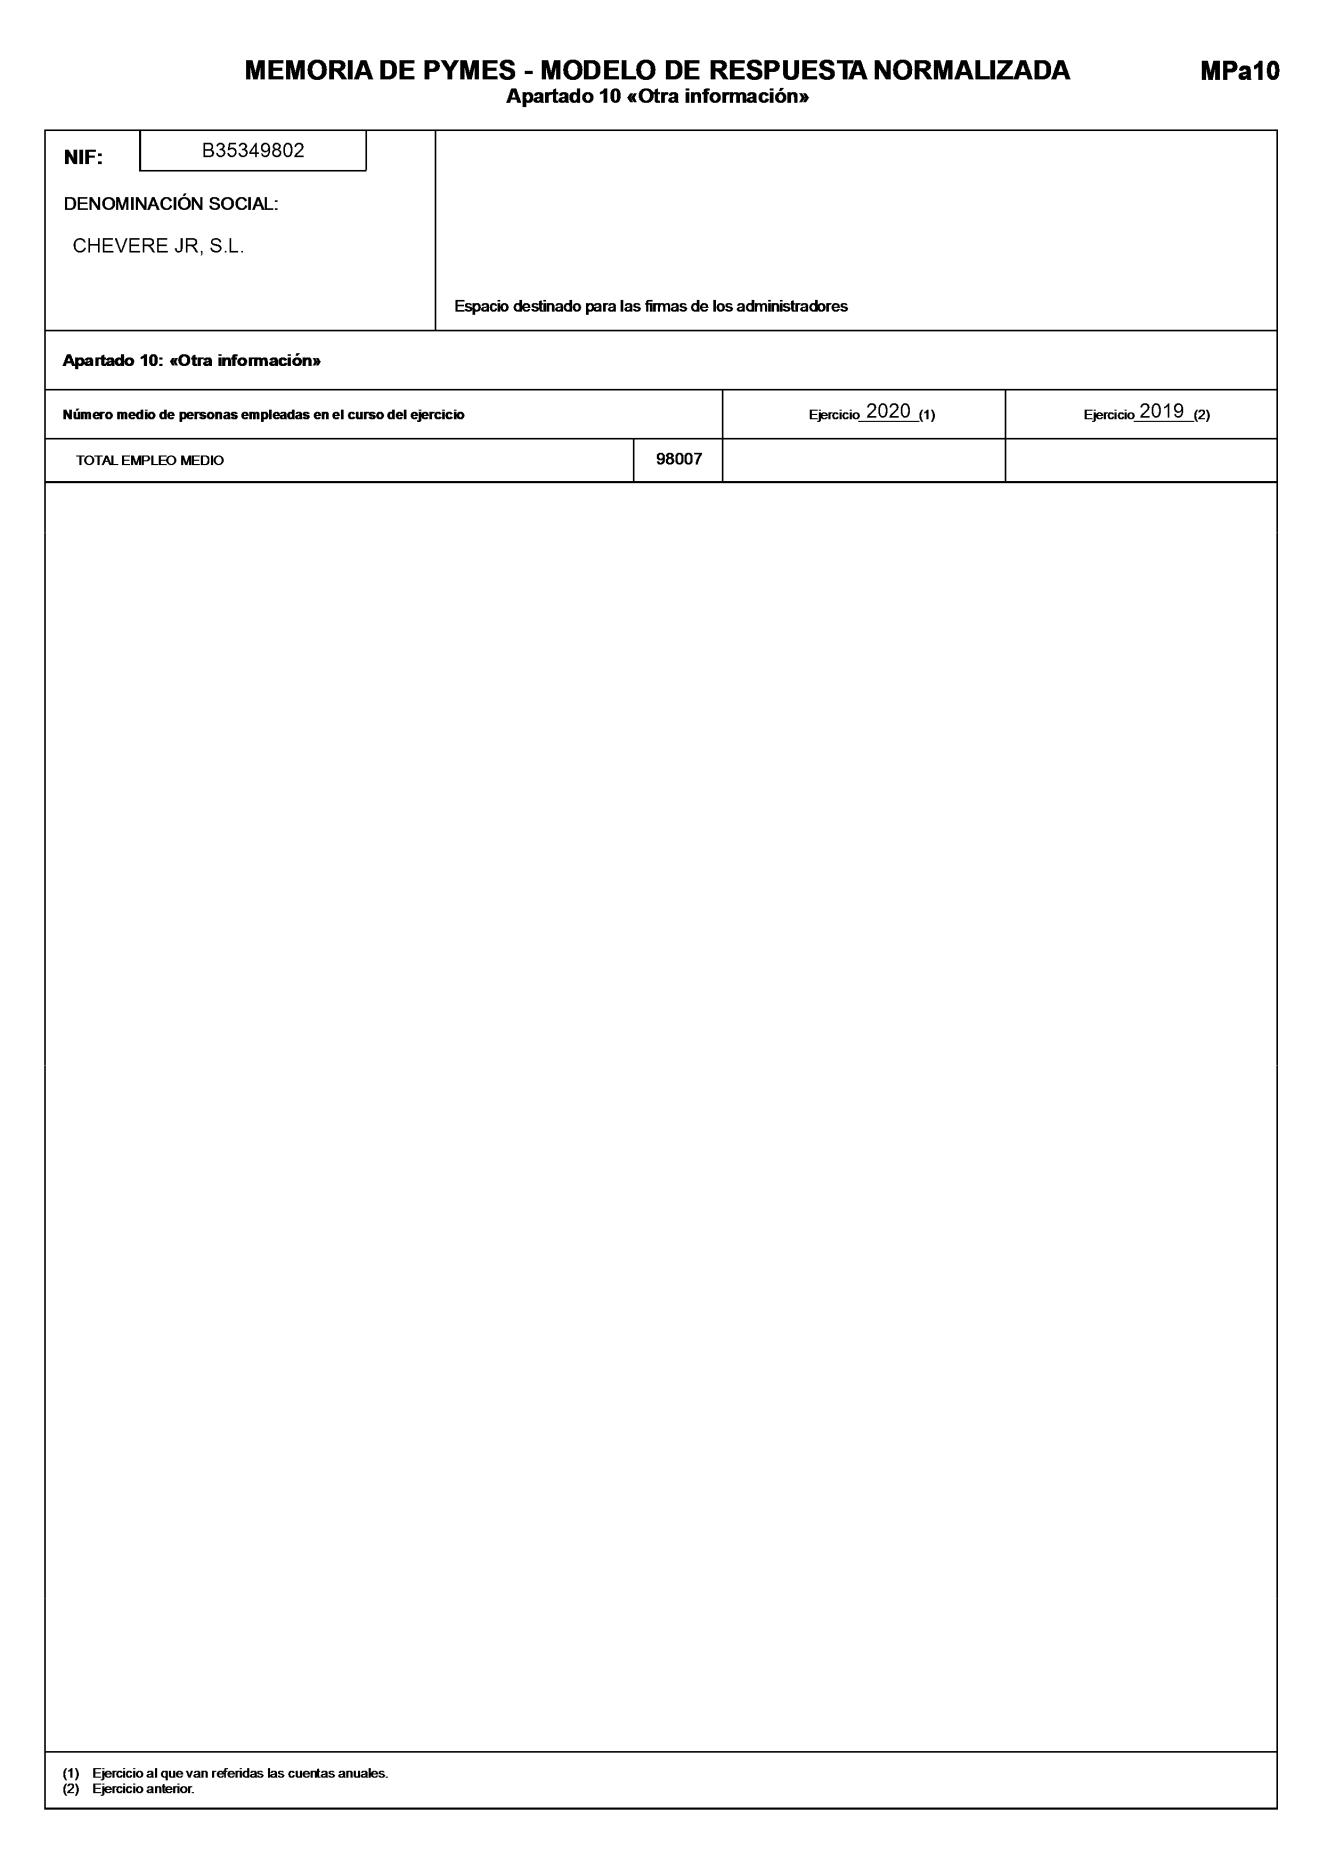 MEMORIA DE PYMES - MODELO DE RESPUESTA NORMALIZADA MPa10
Apartado 10 «Otra información»
NIF: B35349802
DENOMINACIÓN SOCIAL:
CHEVERE JR, S.L.
Espacio destinado para las firmas de los administradores
Apartado 10: «Otra información»
Número medio de personas empleadas en el curso del ejercicio Ejercicio 2020 (1) Ejercicio 2019 (2)
TOTAL EMPLEO MEDIO 98007
(1) Ejercicio al que van referidas las cuentas anuales.
(2) Ejercicio anterior.